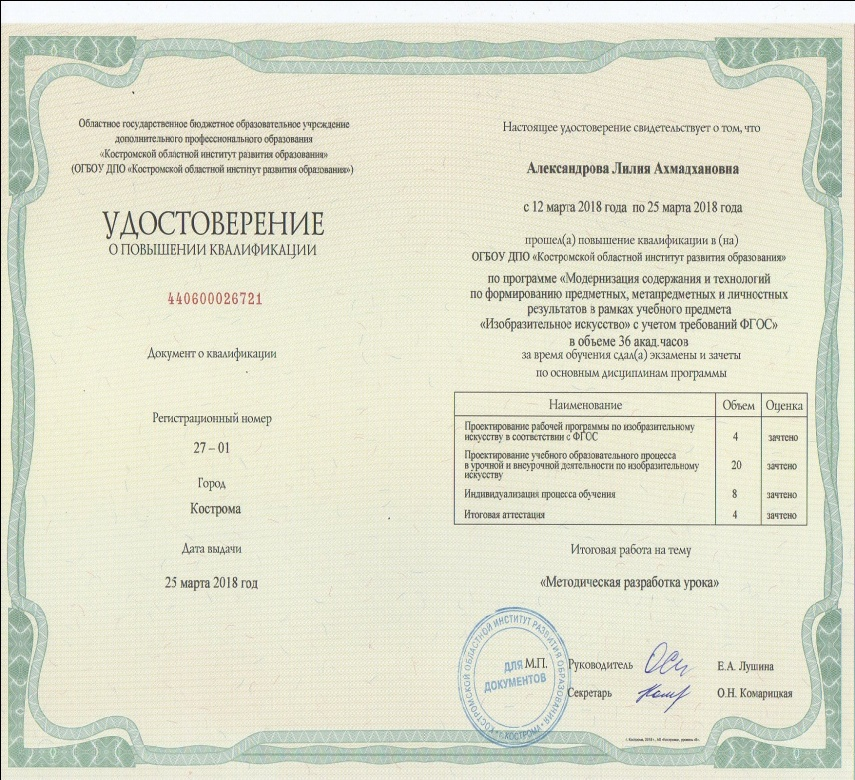 Областное государственное бюджетное образовательное учреждение
дополнительного профессионального образования
«Костромской областной институт развития образования»
(ОГБОУ ДПО «Костромской областной институт развития образования»)
УДОСТОВЕРЕНИЕ
О ПОВЫШЕНИИ КВАЛИФИКАЦИИ
440600026721
Документ о квалификации
Регистрационный номер
27 – 01
Город
Кострома
Дата выдачи
25 марта 2018 год
Настоящее удостоверение свидетельствует о том, что
Александрова Лилия Ахмадхановна
с 12 марта 2018 года по 25 марта 2018 года
прошел(а) повышение квалификации в (на)
ОГБОУ ДПО «Костромской областной институт развития образования»
по программе «Модернизация содержания и технологий
по формированию предметных, метапредметных и личностных
результатов в рамках учебного предмета
«Изобразительное искусство» с учетом требований ФГОС»
в объеме 36 акад.часов
за время обучения сдал(а) экзамены и зачеты
по основным дисциплинам программы
Наименование Объем Оценка
Проектирование рабочей программы по изобразительному
искусству в соответствии с ФГОС 4 зачтено
Проектирование учебного образовательного процесса
в урочной и внеурочной деятельности по изобразительному 20 зачтено
искусству
Индивидуализация процесса обучения 8 зачтено
Итоговая аттестация 4 зачтено
Итоговая работа на тему
«Методическая разработка урока»
КОСТРОМСКОЙ ОБЛАСТНОЙ ИНСТИТУТ РАЗВИТИЯ ОБРАЗОВАНИЯ
• г. КОСТРОМА •
ДЛЯ
ДОКУМЕНТОВ
М.П.
Руководитель Е.А. Лушина
Секретарь О.Н. Комарицкая